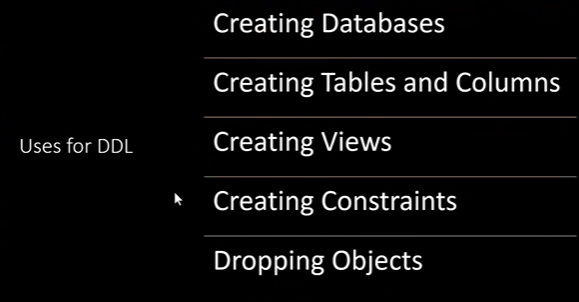 Uses for DDL
Creating Databases
Creating Tables and Columns
Creating Views
Creating Constraints
Dropping Objects